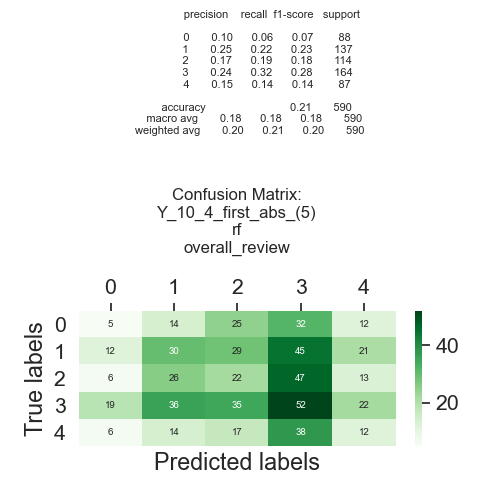 precision recall f1-score support
0 0.10 0.06 0.07 88
1 0.25 0.22 0.23 137
2 0.17 0.19 0.18 114
3 0.24 0.32 0.28 164
4 0.15 0.14 0.14 87
accuracy 0.21 590
macro avg 0.18 0.18 0.18 590
weighted avg 0.20 0.21 0.20 590
Confusion Matrix:
Y_10_4_first_abs_(5)
rf
overall_review
0 1 2 3 4
0 5 14 25 32 12
1 12 30 29 45 21
2 6 26 22 47 13
3 19 36 35 52 22
4 6 14 17 38 12
True labels
Predicted labels
40
20